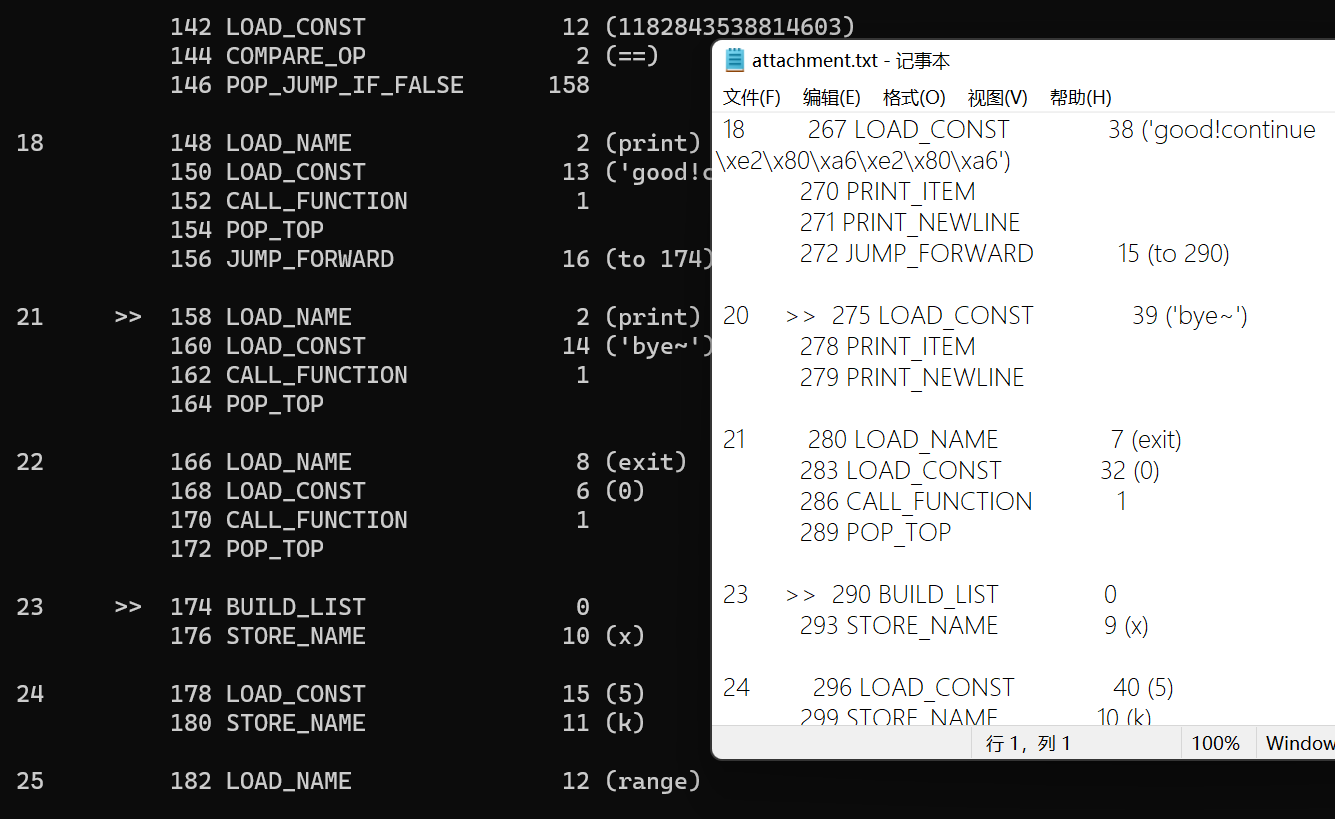 142 LOAD_CONST 12 (1182843538814603)
144 COMPARE_OP 2 (==)
146 POP_JUMP_IF_FALSE 158
18 148 LOAD_NAME 2 (print)
150 LOAD_CONST 13 ('good!c
152 CALL_FUNCTION 1
154 POP_TOP
156 JUMP_FORWARD 16 (to 174)
21 >> 158 LOAD_NAME 2 (print)
160 LOAD_CONST 14 ('bye~')
162 CALL_FUNCTION 1
164 POP_TOP
22 166 LOAD_NAME 8 (exit)
168 LOAD_CONST 6 (0)
170 CALL_FUNCTION 1
172 POP_TOP
23 >> 174 BUILD_LIST 0
176 STORE_NAME 10 (x)
24 178 LOAD_CONST 15 (5)
180 STORE_NAME 11 (k)
25 182 LOAD_NAME 12 (range)
attachment.txt - 记事本
文件(F) 编辑(E) 格式(O) 视图(V) 帮助(H)
18 267 LOAD_CONST 38 ('good!continue
\xe2\x80\xa6\xe2\x80\xa6')
270 PRINT_ITEM
271 PRINT_NEWLINE
272 JUMP_FORWARD 15 (to 290)
20 >> 275 LOAD_CONST 39 ('bye~')
278 PRINT_ITEM
279 PRINT_NEWLINE
21 280 LOAD_NAME 7 (exit)
283 LOAD_CONST 32 (0)
286 CALL_FUNCTION 1
289 POP_TOP
23 >> 290 BUILD_LIST 0
293 STORE_NAME 9 (x)
24 296 LOAD_CONST 40 (5)
299 STORE_NAME 10 (k)
行 1，列 1 100% Window